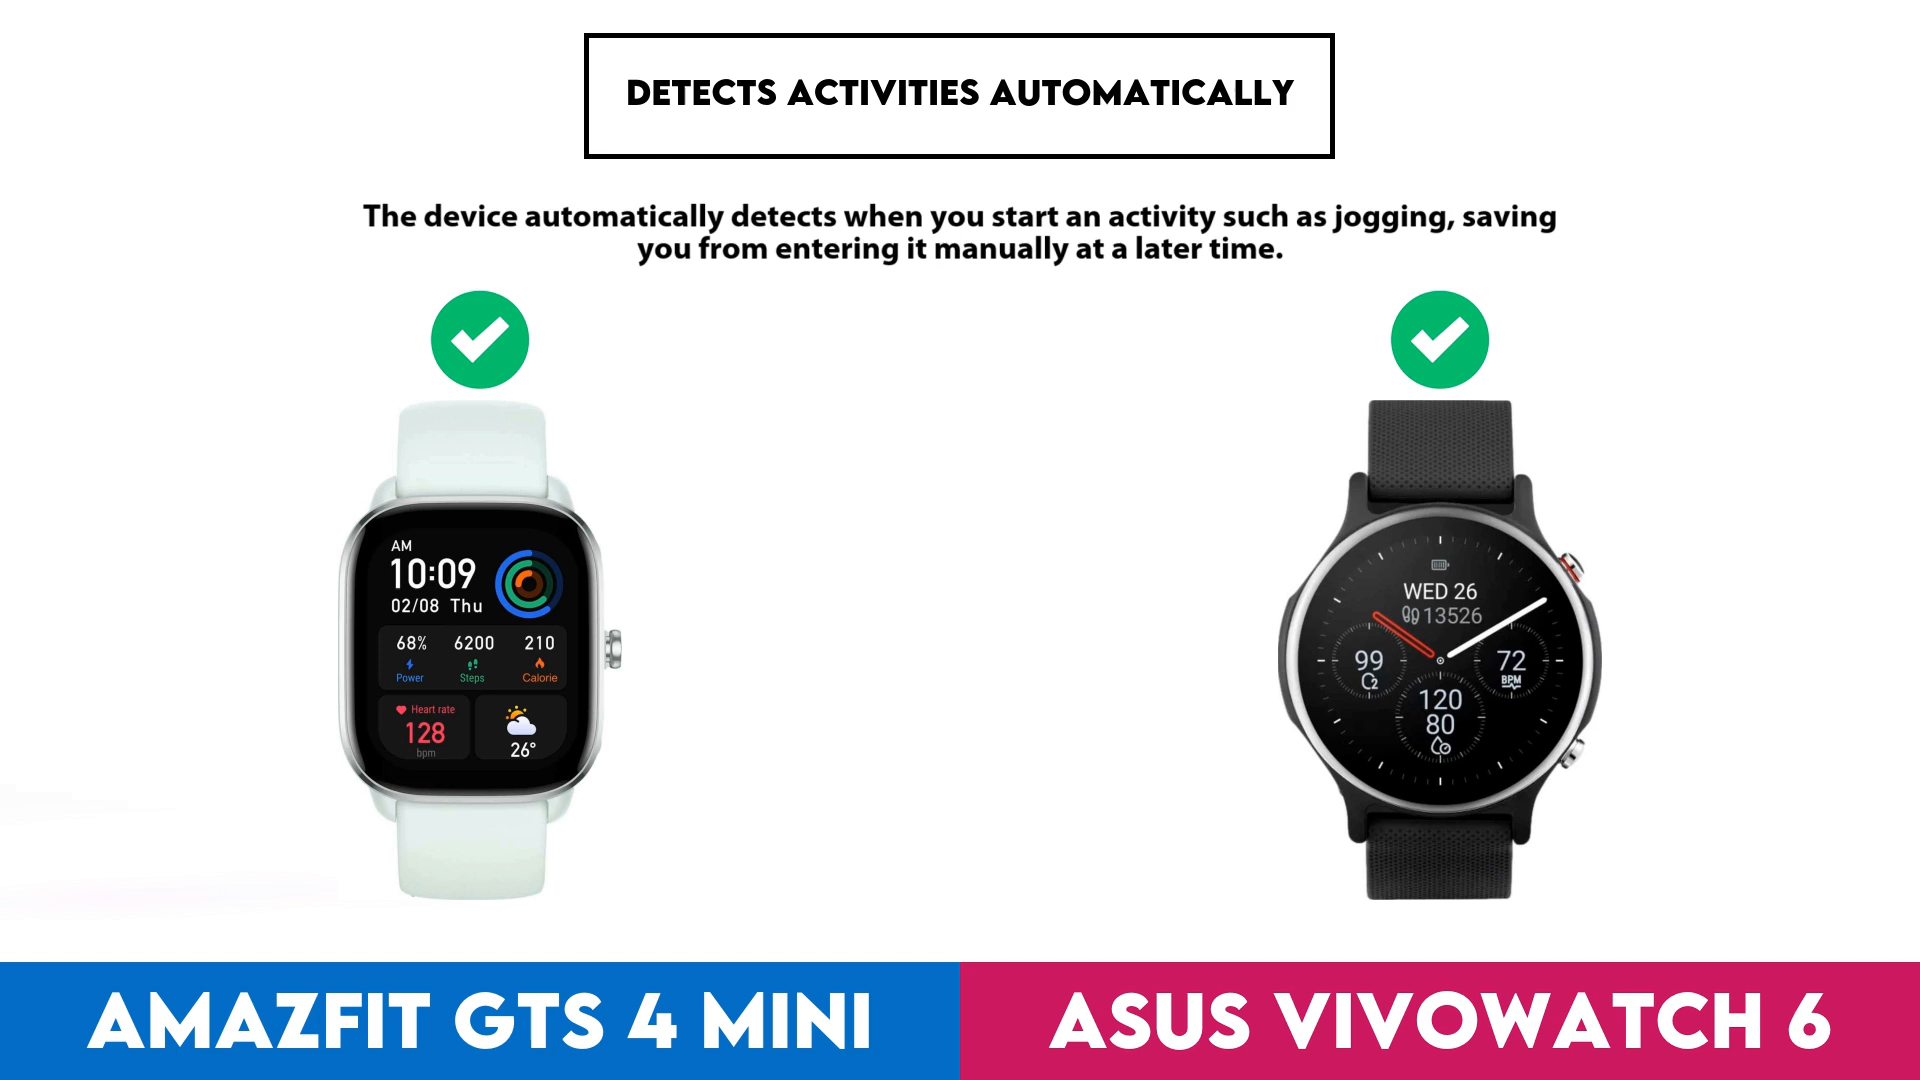 DETECTS ACTIVITIES AUTOMATICALLY
The device automatically detects when you start an activity such as jogging, saving
you from entering it manually at a later time.
AM
10:09
02/08 Thu
68% 6200 210
Power Steps Calorie
Heart rate
128
bpm
26°
WED 26
13526
99
O2
72
BPM
120
80
AMAZFIT GTS 4 MINI
ASUS VIVOWATCH 6